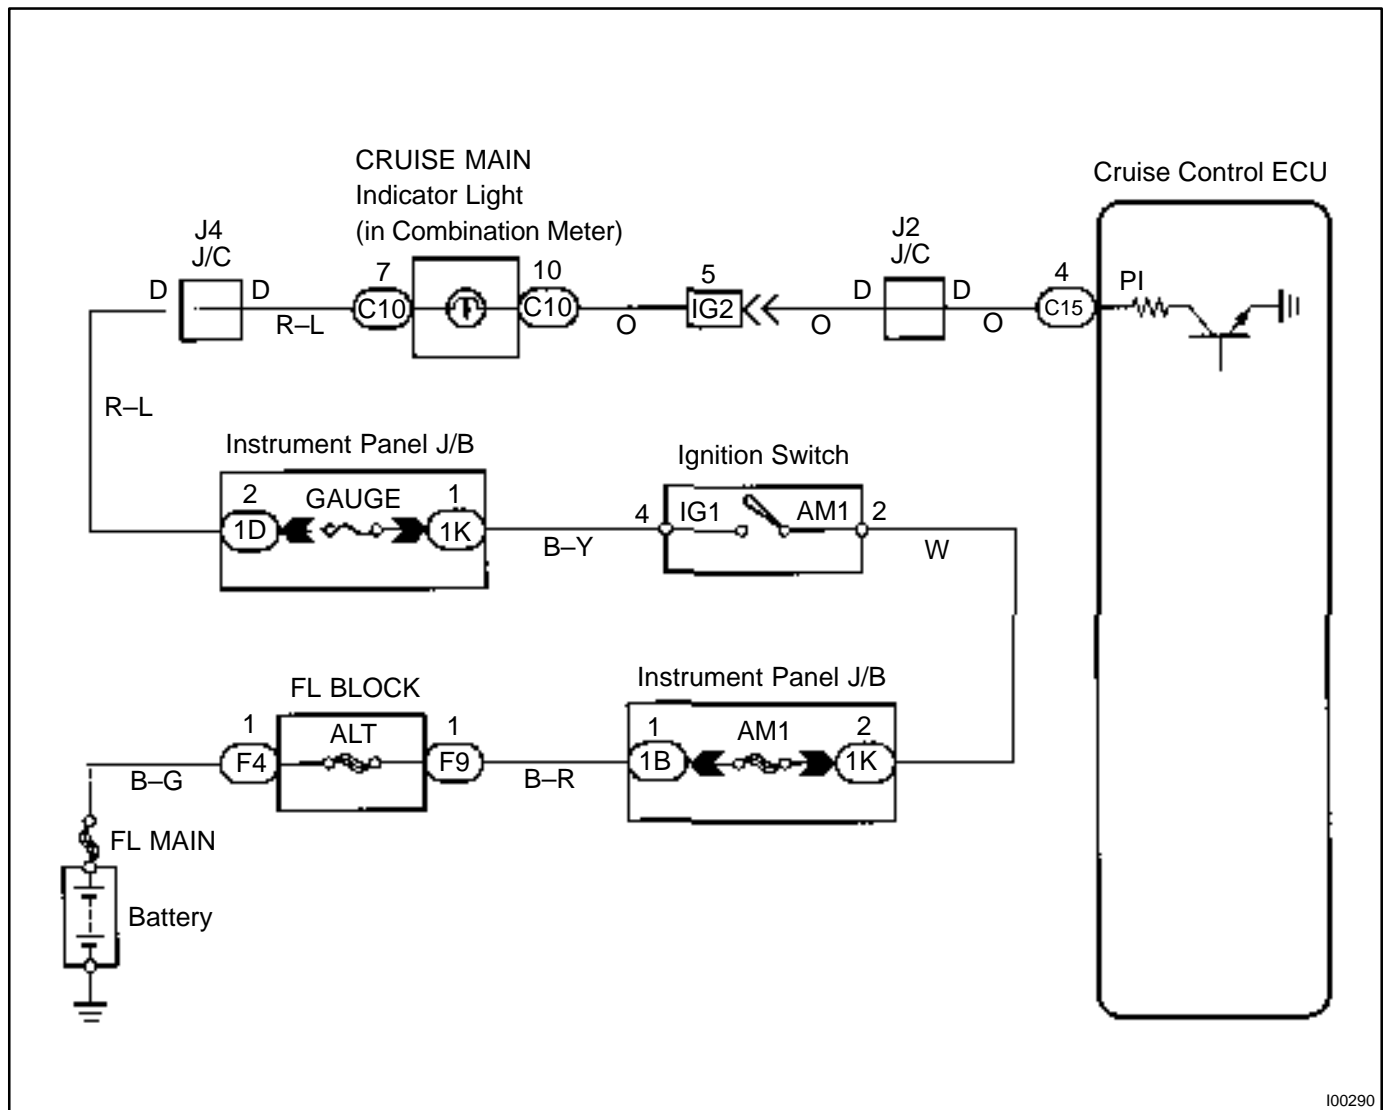 CRUISE MAIN
Indicator Light
(in Combination Meter)
Cruise Control ECU
J4
J/C
J2
J/C
D
D
7
10
5
D
D
4
PI
R–L
C10
C10
O
IG2
O
O
C15
R–L
Instrument Panel J/B
Ignition Switch
2
GAUGE
1
1D
1K
B–Y
4
IG1
AM1
2
W
FL BLOCK
Instrument Panel J/B
1
ALT
1
1
AM1
2
F4
F9
1B
1K
B–G
B–R
FL MAIN
Battery
I00290